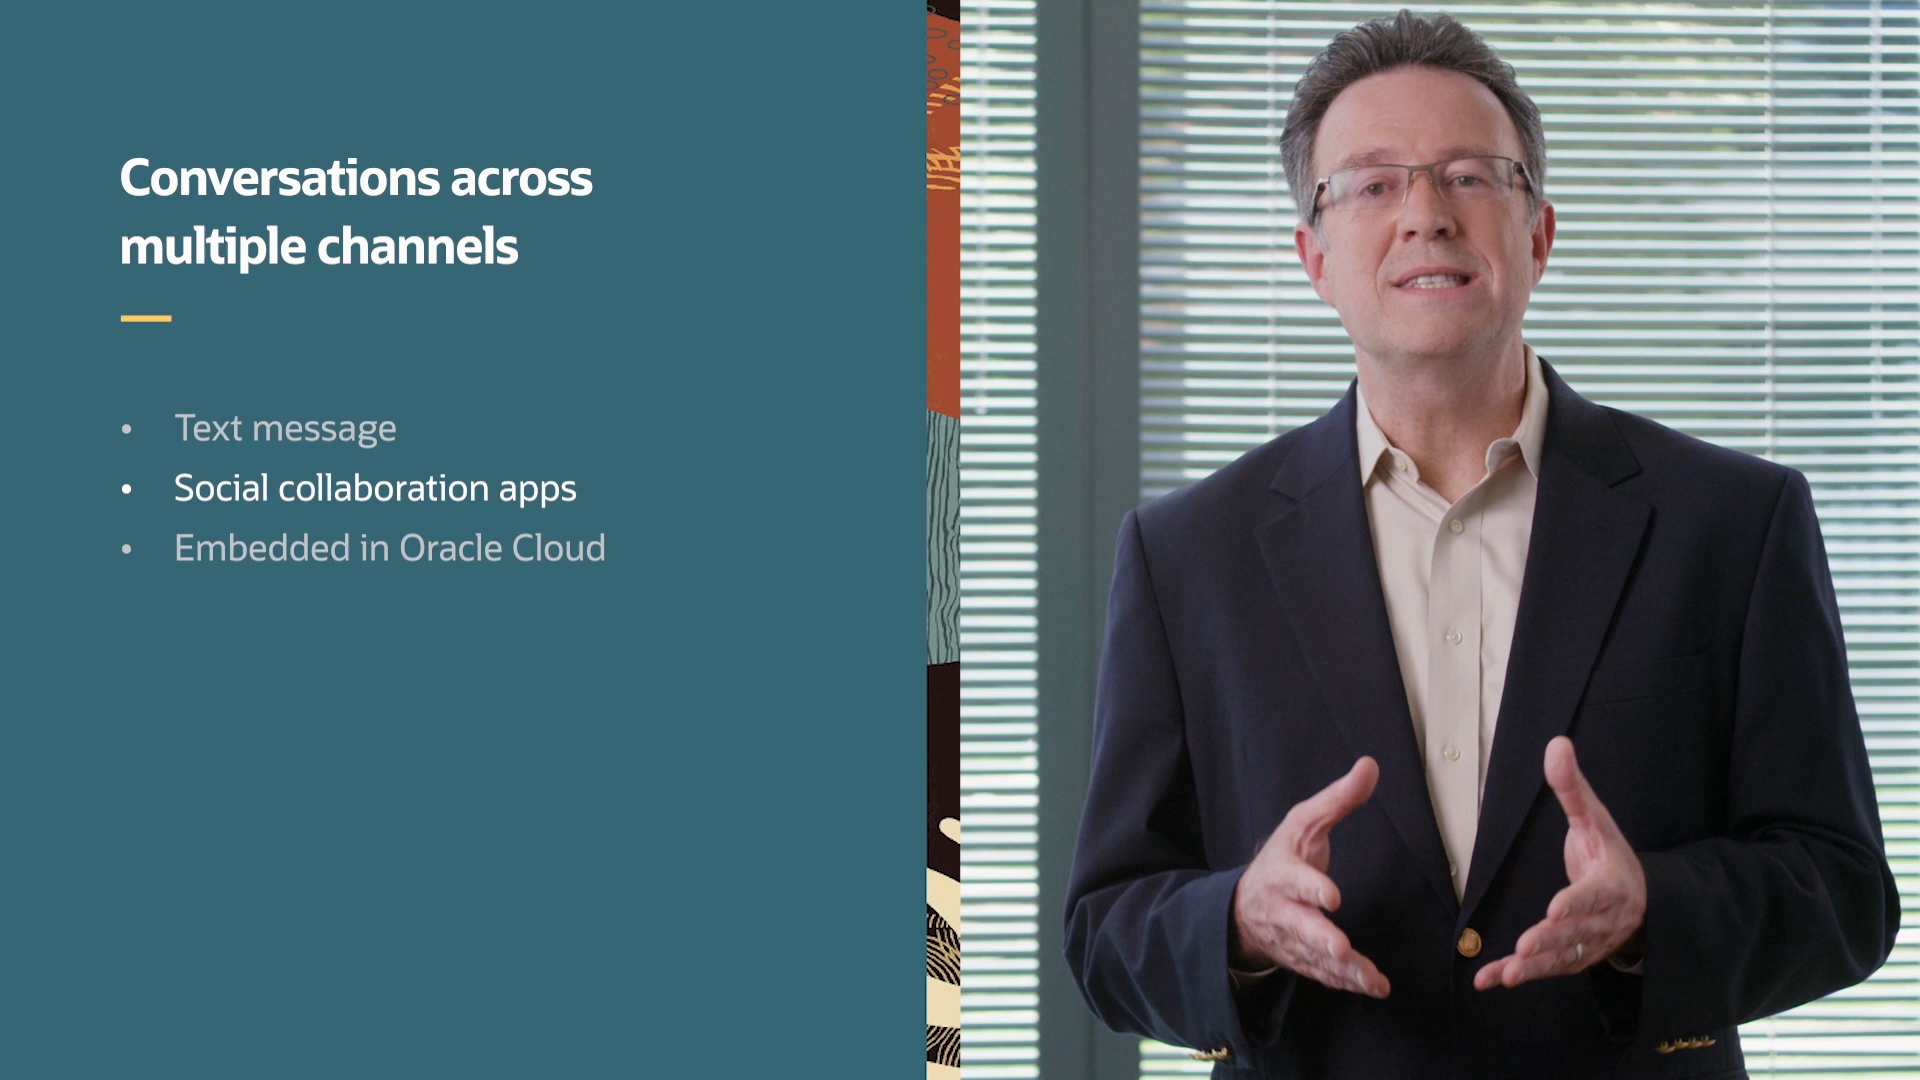 Conversations across
multiple channels
• Text message
• Social collaboration apps
• Embedded in Oracle Cloud